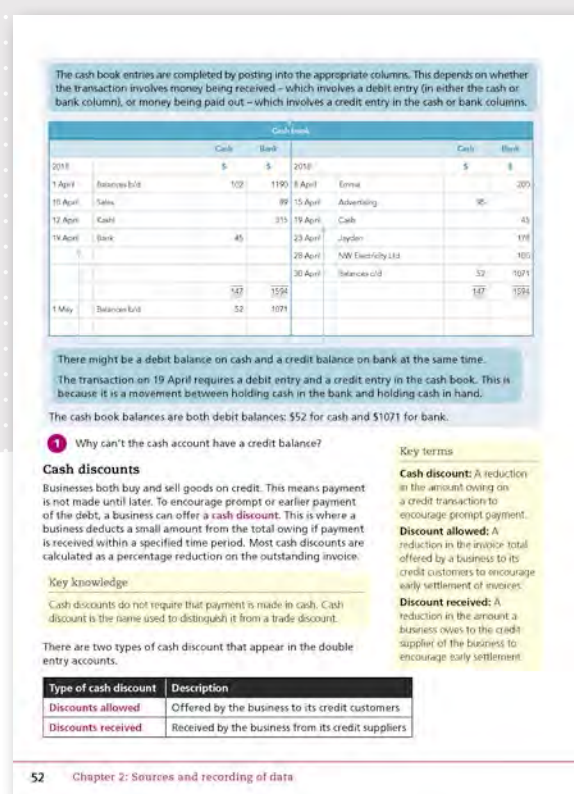 The cash book entries are completed by posting into the appropriate columns. This depends on whether
the transaction involves money being received – which involves a debit entry (in either the cash or
bank column), or money being paid out – which involves a credit entry in the cash or bank columns.
Cash book
Cash Bank Cash Bank
2018 $ $ 2018 $ $
1 April Balances b/d 102 1190 8 April Emma 200
10 April Sales 89 15 April Advertising 95
12 April Cash 315 19 April Cash 45
19 April Bank 45 23 April Jayden 178
28 April NW Electricity Ltd 100
30 April Balances c/d 52 1071
147 1594 147 1594
1 May Balances b/d 52 1071
There might be a debit balance on cash and a credit balance on bank at the same time.
The transaction on 19 April requires a debit entry and a credit entry in the cash book. This is
because it is a movement between holding cash in the bank and holding cash in hand.
The cash book balances are both debit balances: $52 for cash and $1071 for bank.
1 Why can't the cash account have a credit balance?
Cash discounts
Businesses both buy and sell goods on credit. This means payment
is not made until later. To encourage prompt or earlier payment
of the debt, a business can offer a cash discount. This is where a
business deducts a small amount from the total owing if payment
is received within a specified time period. Most cash discounts are
calculated as a percentage reduction on the outstanding invoice.
Key knowledge
Cash discounts do not require that payment is made in cash. Cash
discount is the name used to distinguish it from a trade discount.
There are two types of cash discount that appear in the double
entry accounts.
Key terms
Cash discount: A reduction
in the amount owing on
a credit transaction to
encourage prompt payment.
Discount allowed: A
reduction in the invoice total
offered by a business to its
credit customers to encourage
early settlement of invoices.
Discount received: A
reduction in the amount a
business owes to the credit
supplier of the business to
encourage early settlement.
Type of cash discount Description
Discounts allowed Offered by the business to its credit customers
Discounts received Received by the business from its credit suppliers
52 Chapter 2: Sources and recording of data